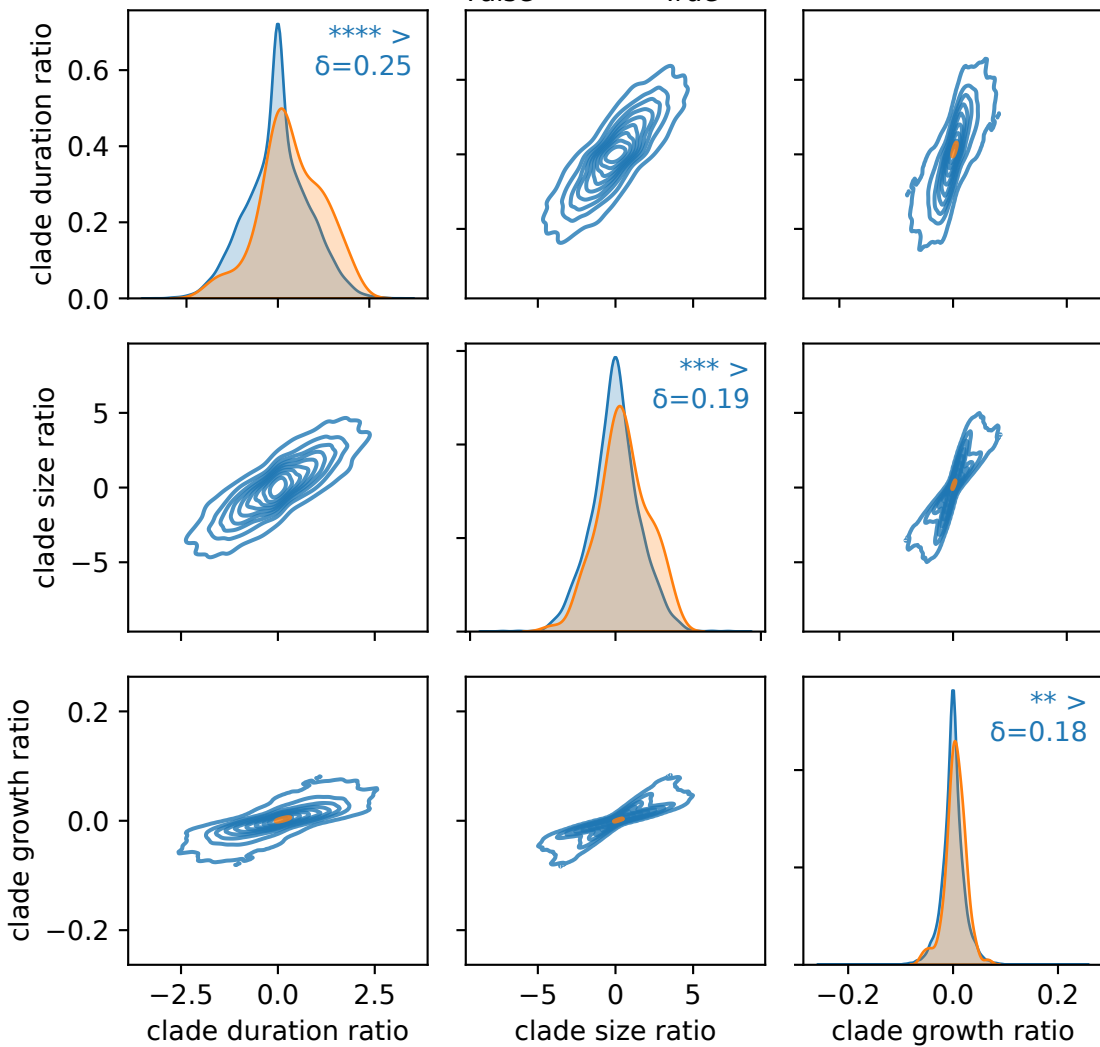 clade duration ratio
0.6
0.4
0.2
0.0
**** >
δ=0.25
clade size ratio
5
0
−5
*** >
δ=0.19
clade growth ratio
0.2
0.0
−0.2
** >
δ=0.18
−2.5 0.0 2.5
−5 0 5
−0.2 0.0 0.2
clade duration ratio
clade size ratio
clade growth ratio